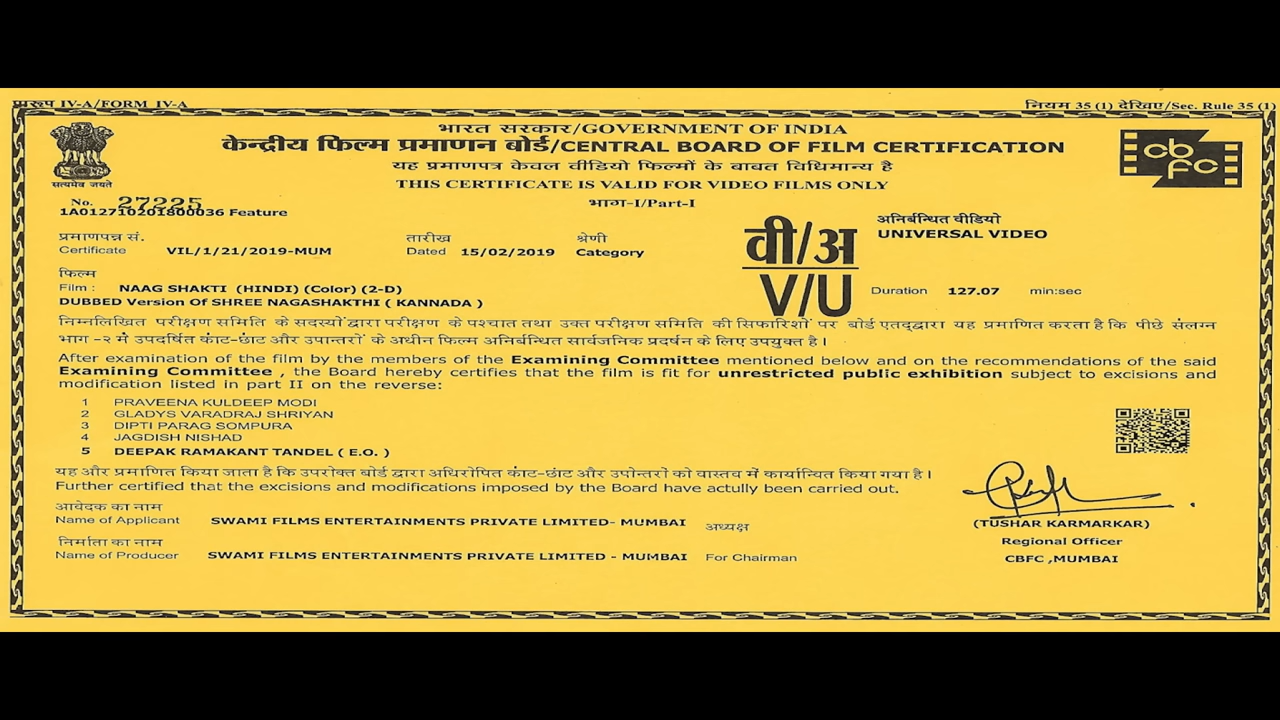 प्रारूप IV-A/FORM IV-A
नियम 35 (1) देखिए/Sec. Rule 35 (1)
भारत सरकार/GOVERNMENT OF INDIA
केन्द्रीय फिल्म प्रमाणन बोर्ड/CENTRAL BOARD OF FILM CERTIFICATION
यह प्रमाणपत्र केवल वीडियो फिल्मों के बाबत विधिमान्य है
THIS CERTIFICATE IS VALID FOR VIDEO FILMS ONLY
सत्यमेव जयते
cbfc
No. 27225
1A012710201800036 Feature
भाग-I/Part-I
प्रमाणपत्र सं.
Certificate VIL/1/21/2019-MUM
तारीख
Dated 15/02/2019
श्रेणी
Category
वी/अ
V/U
अनिर्बन्धित वीडियो
UNIVERSAL VIDEO
फिल्म
Film : NAAG SHAKTI (HINDI) (Color) (2-D)
DUBBED Version Of SHREE NAGASHAKTHI ( KANNADA )
Duration 127.07 min:sec
निम्नलिखित परीक्षण समिति के सदस्यों द्वारा परीक्षण के पश्चात तथा उक्त परीक्षण समिति की सिफारिशों पर बोर्ड एतद्द्वारा यह प्रमाणित करता है कि पीछे संलग्न
भाग -२ में उपदर्षित कांट-छांट और उपान्तरों के अधीन फिल्म अनिर्बन्धित सार्वजनिक प्रदर्षन के लिए उपयुक्त है।
After examination of the film by the members of the Examining Committee mentioned below and on the recommendations of the said
Examining Committee , the Board hereby certifies that the film is fit for unrestricted public exhibition subject to excisions and
modification listed in part II on the reverse:
1 PRAVEENA KULDEEP MODI
2 GLADYS VARADRAJ SHRIYAN
3 DIPTI PARAG SOMPURA
4 JAGDISH NISHAD
5 DEEPAK RAMAKANT TANDEL ( E.O. )
यह और प्रमाणित किया जाता है कि उपरोक्त बोर्ड द्वारा अधिरोपित कांट-छांट और उपोन्तरों को वास्तव में कार्यान्वित किया गया है।
Further certified that the excisions and modifications imposed by the Board have actully been carried out.
आवेदक का नाम
Name of Applicant SWAMI FILMS ENTERTAINMENTS PRIVATE LIMITED- MUMBAI
अध्यक्ष
निर्माता का नाम
Name of Producer SWAMI FILMS ENTERTAINMENTS PRIVATE LIMITED - MUMBAI
For Chairman
(TUSHAR KARMARKAR)
Regional Officer
CBFC ,MUMBAI